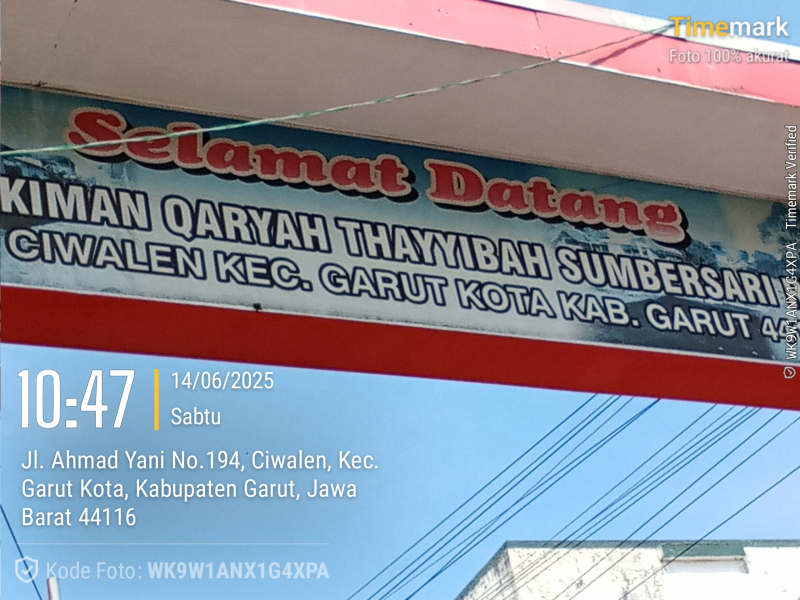 Timemark
Foto 100% akurat
Selamat Datang
KIMAN QARYAH THAYYIBAH SUMBERSARI
CIWALEN KEC. GARUT KOTA KAB. GARUT 44
10:47
14/06/2025
Sabtu
Jl. Ahmad Yani No.194, Ciwalen, Kec.
Garut Kota, Kabupaten Garut, Jawa
Barat 44116
Kode Foto: WK9W1ANX1G4XPA
WK9W1ANX1G4XPA Timemark Verified